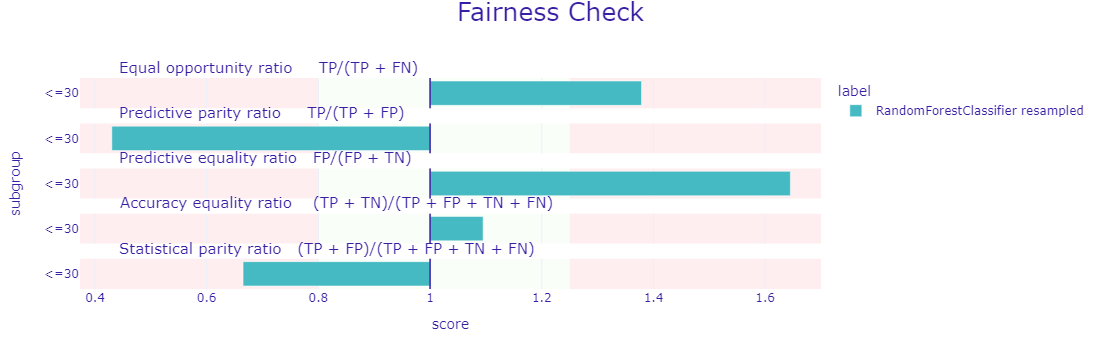 Fairness Check
Equal opportunity ratio TP/(TP + FN)
<=30
Predictive parity ratio TP/(TP + FP)
<=30
Predictive equality ratio FP/(FP + TN)
<=30
Accuracy equality ratio (TP + TN)/(TP + FP + TN + FN)
<=30
Statistical parity ratio (TP + FP)/(TP + FP + TN + FN)
<=30
0.4 0.6 0.8 1 1.2 1.4 1.6
score
subgroup
label
RandomForestClassifier resampled